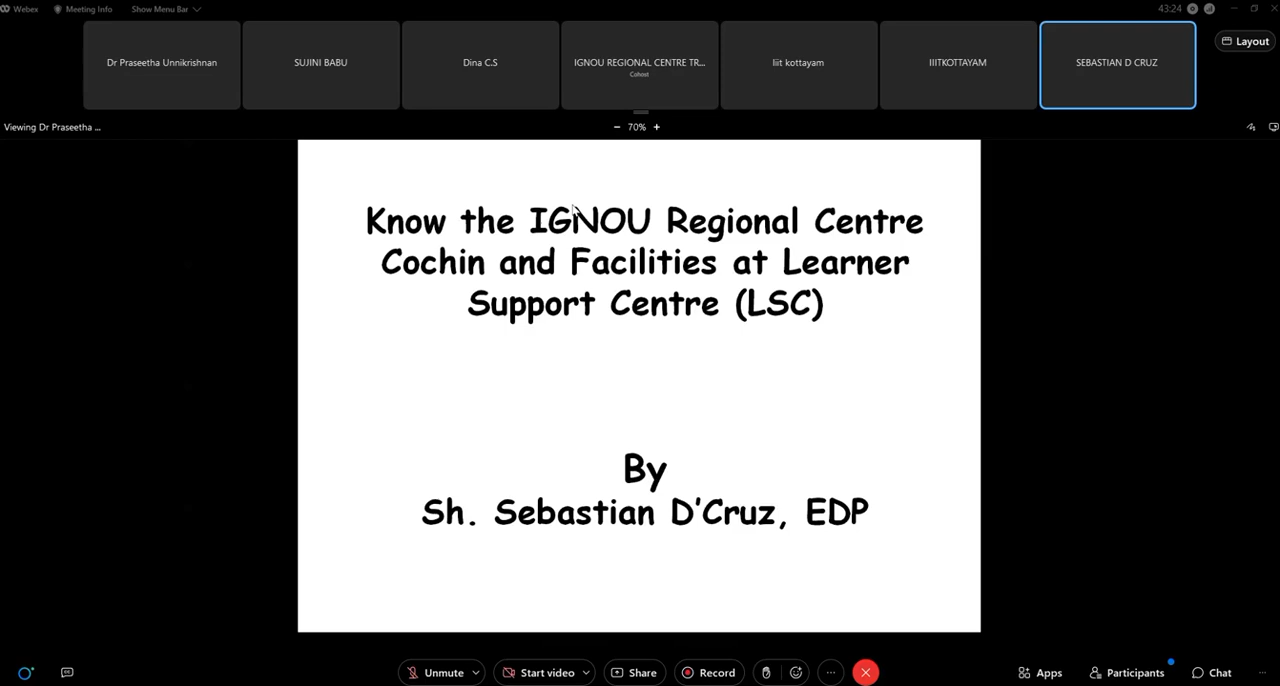 Webex Meeting Info Show Menu Bar 43:24
Layout
Dr Praseetha Unnikrishnan SUJINI BABU Dina C.S IGNOU REGIONAL CENTRE TR... Iiit kottayam IIITKOTTAYAM SEBASTIAN D CRUZ
Cohost
Viewing Dr Praseetha ... − 70% +
Know the IGNOU Regional Centre
Cochin and Facilities at Learner
Support Centre (LSC)
By
Sh. Sebastian D'Cruz, EDP
Unmute Start video Share Record ... Apps Participants Chat ...